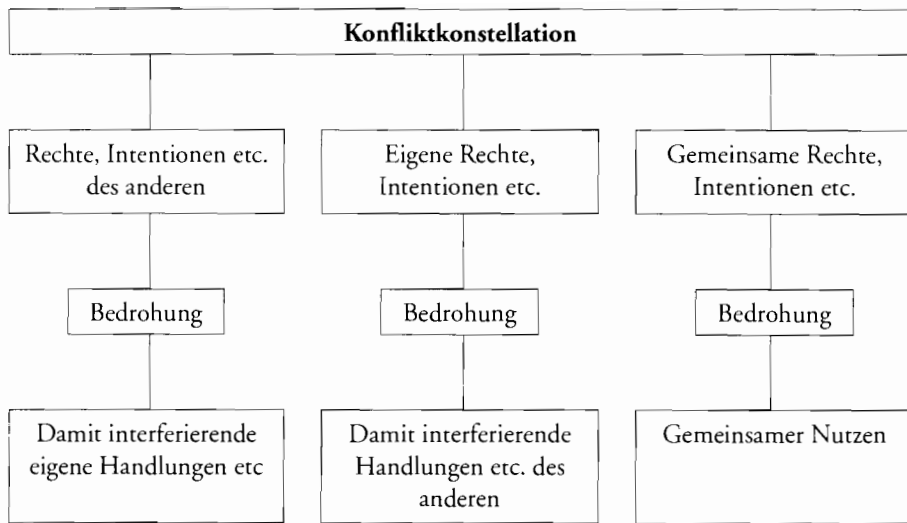 Konfliktkonstellation
Rechte, Intentionen etc.
des anderen
Eigene Rechte,
Intentionen etc.
Gemeinsame Rechte,
Intentionen etc.
Bedrohung
Bedrohung
Bedrohung
Damit interferierende
eigene Handlungen etc
Damit interferierende
Handlungen etc. des
anderen
Gemeinsamer Nutzen